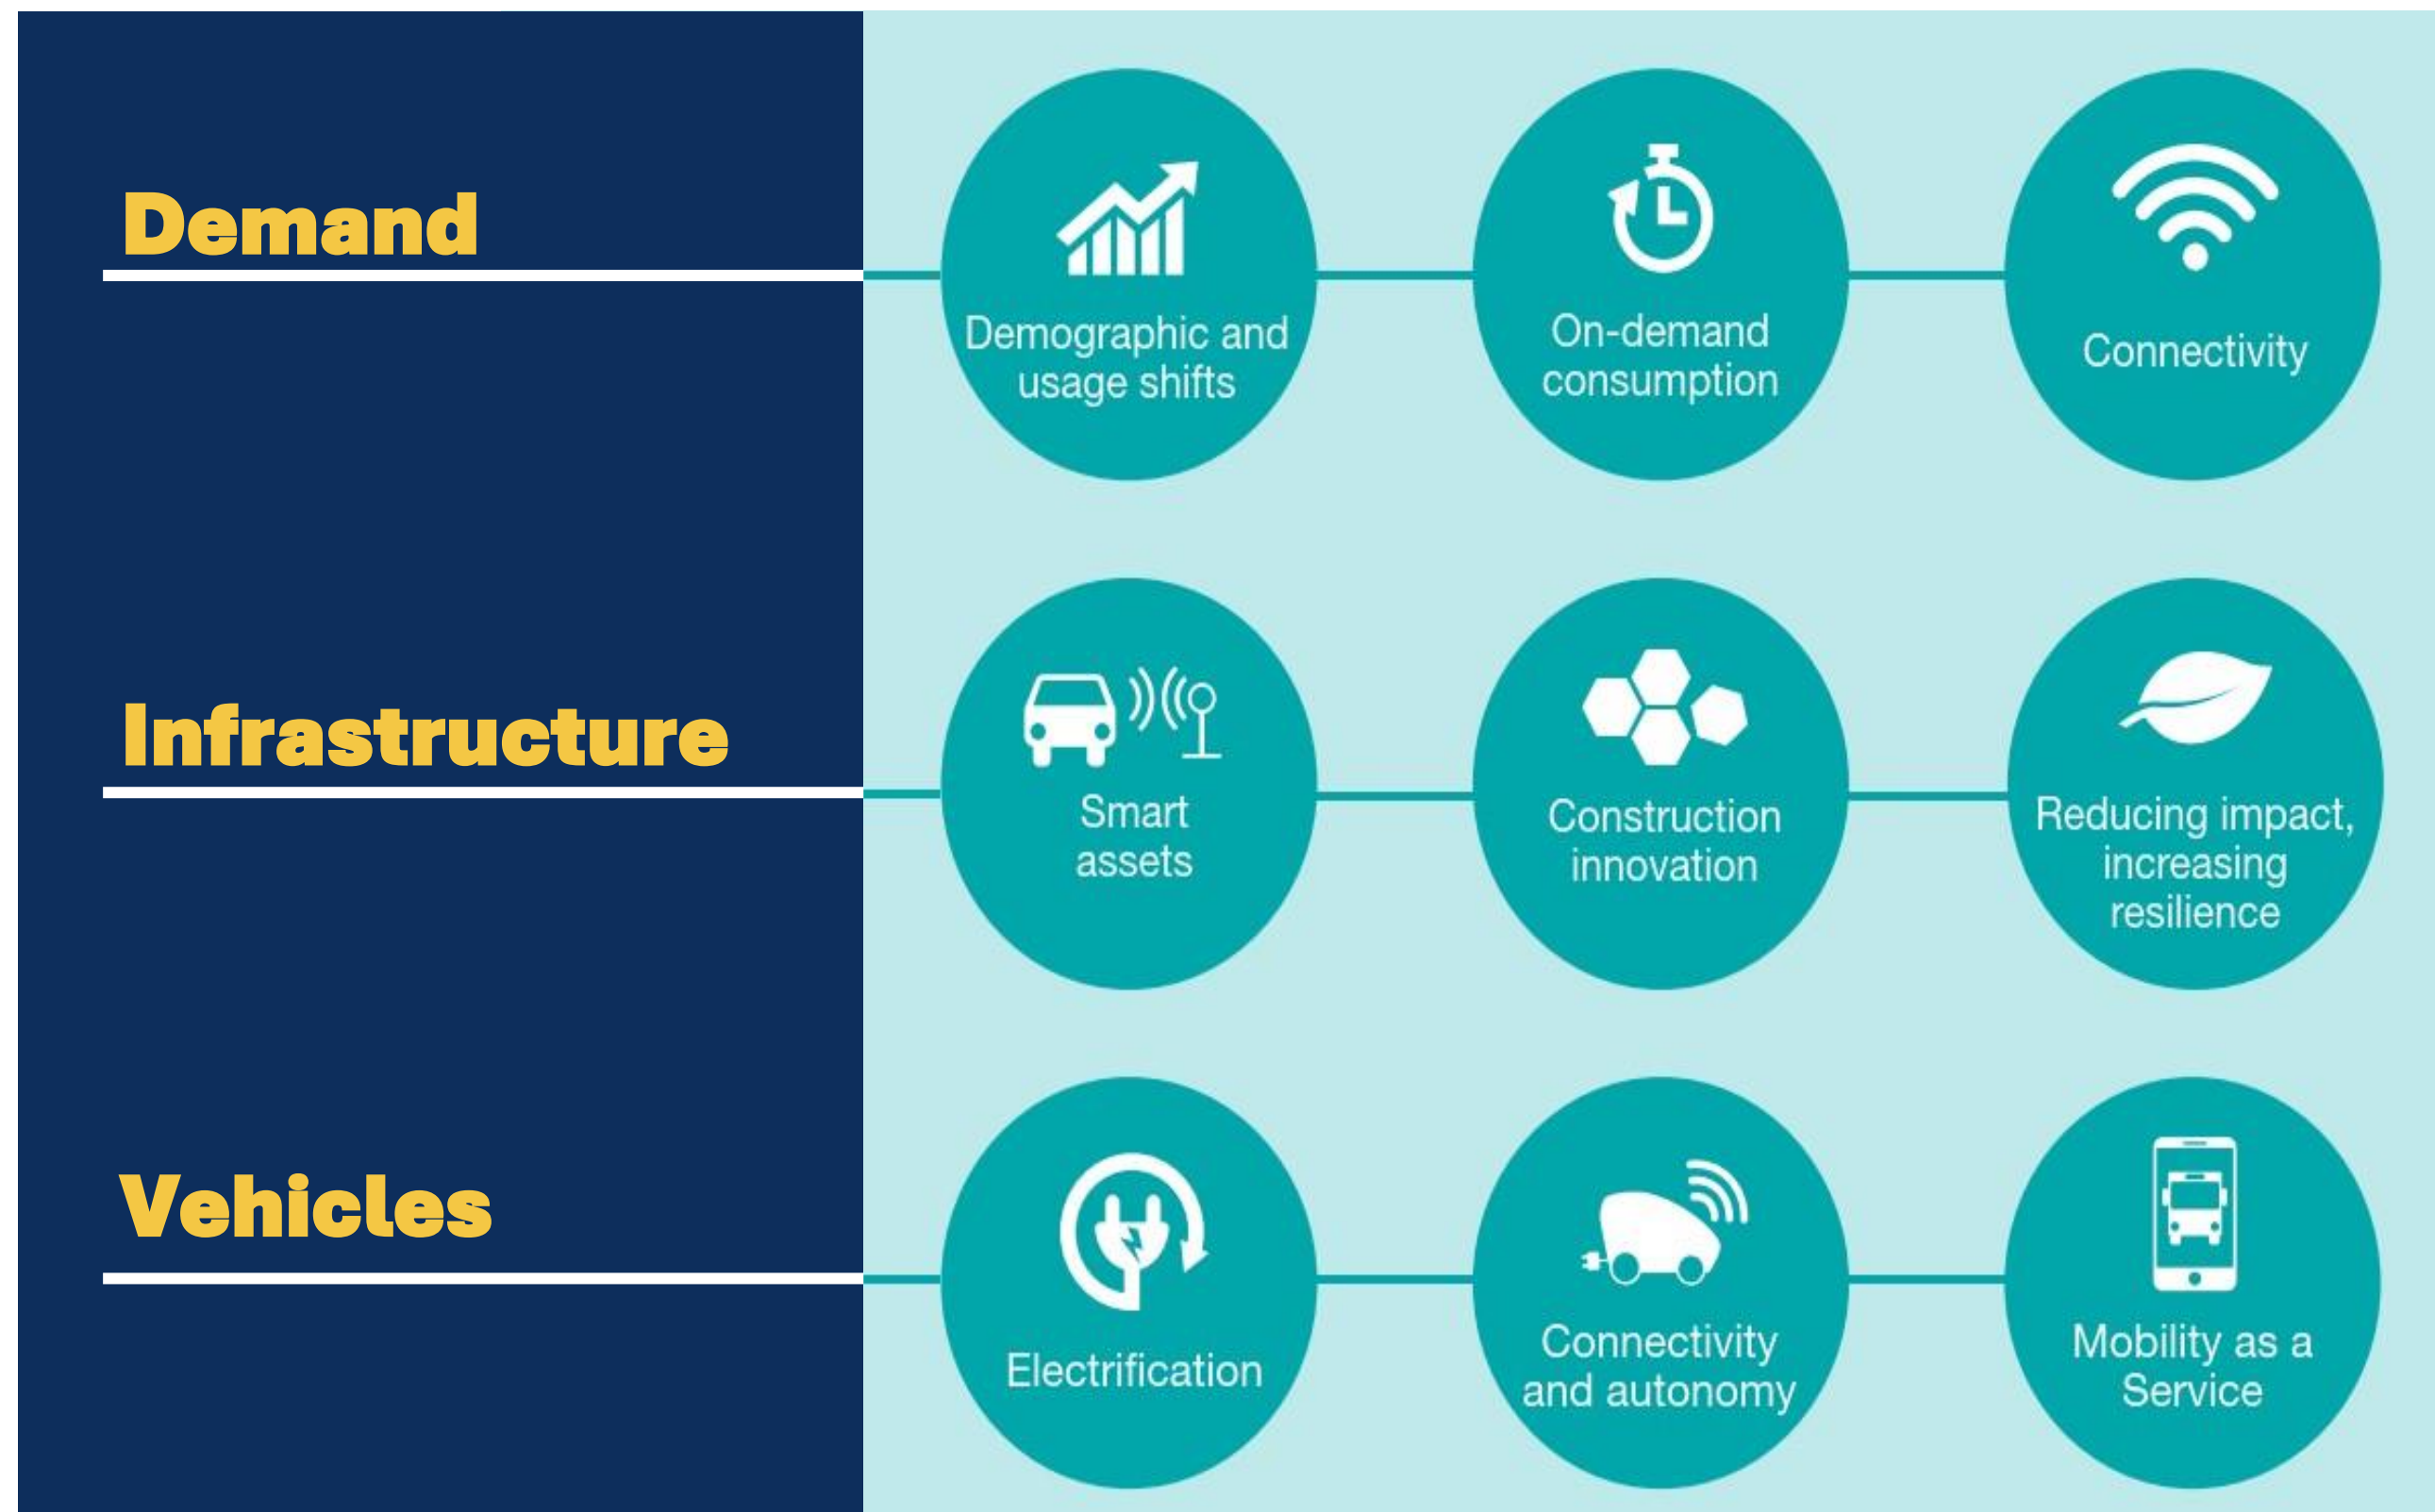 Demand
Demographic and
usage shifts
On-demand
consumption
Connectivity
Infrastructure
Smart
assets
Construction
innovation
Reducing impact,
increasing
resilience
Vehicles
Electrification
Connectivity
and autonomy
Mobility as a
Service